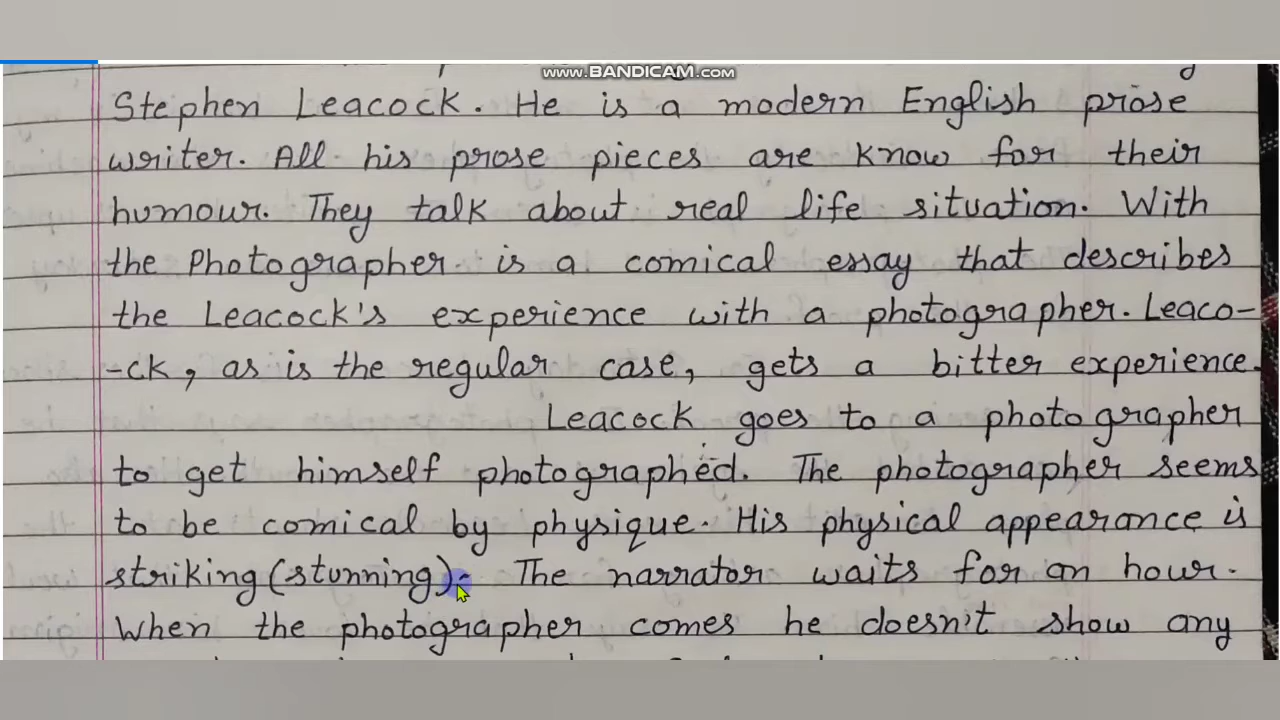 www.BANDICAM.com
Stephen Leacock. He is a modern English prose
writer. All his prose pieces are know for their
humour. They talk about real life situation. With
the Photographer is a comical essay that describes
the Leacock's experience with a photographer. Leaco-
-ck, as is the regular case, gets a bitter experience.
Leacock goes to a photographer
to get himself photographed. The photographer seems
to be comical by physique. His physical appearance is
striking (stunning). The narrator waits for an hour.
When the photographer comes he doesn't show any